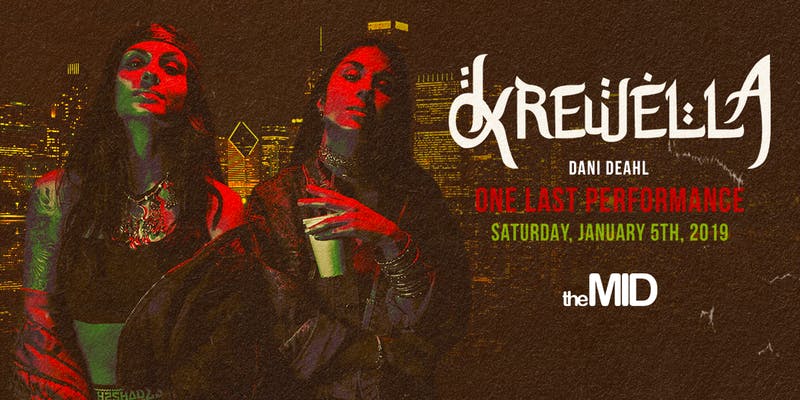 KREWELLA
DANI DEAHL
ONE LAST PERFORMANCE
SATURDAY, JANUARY 5TH, 2019
theMID